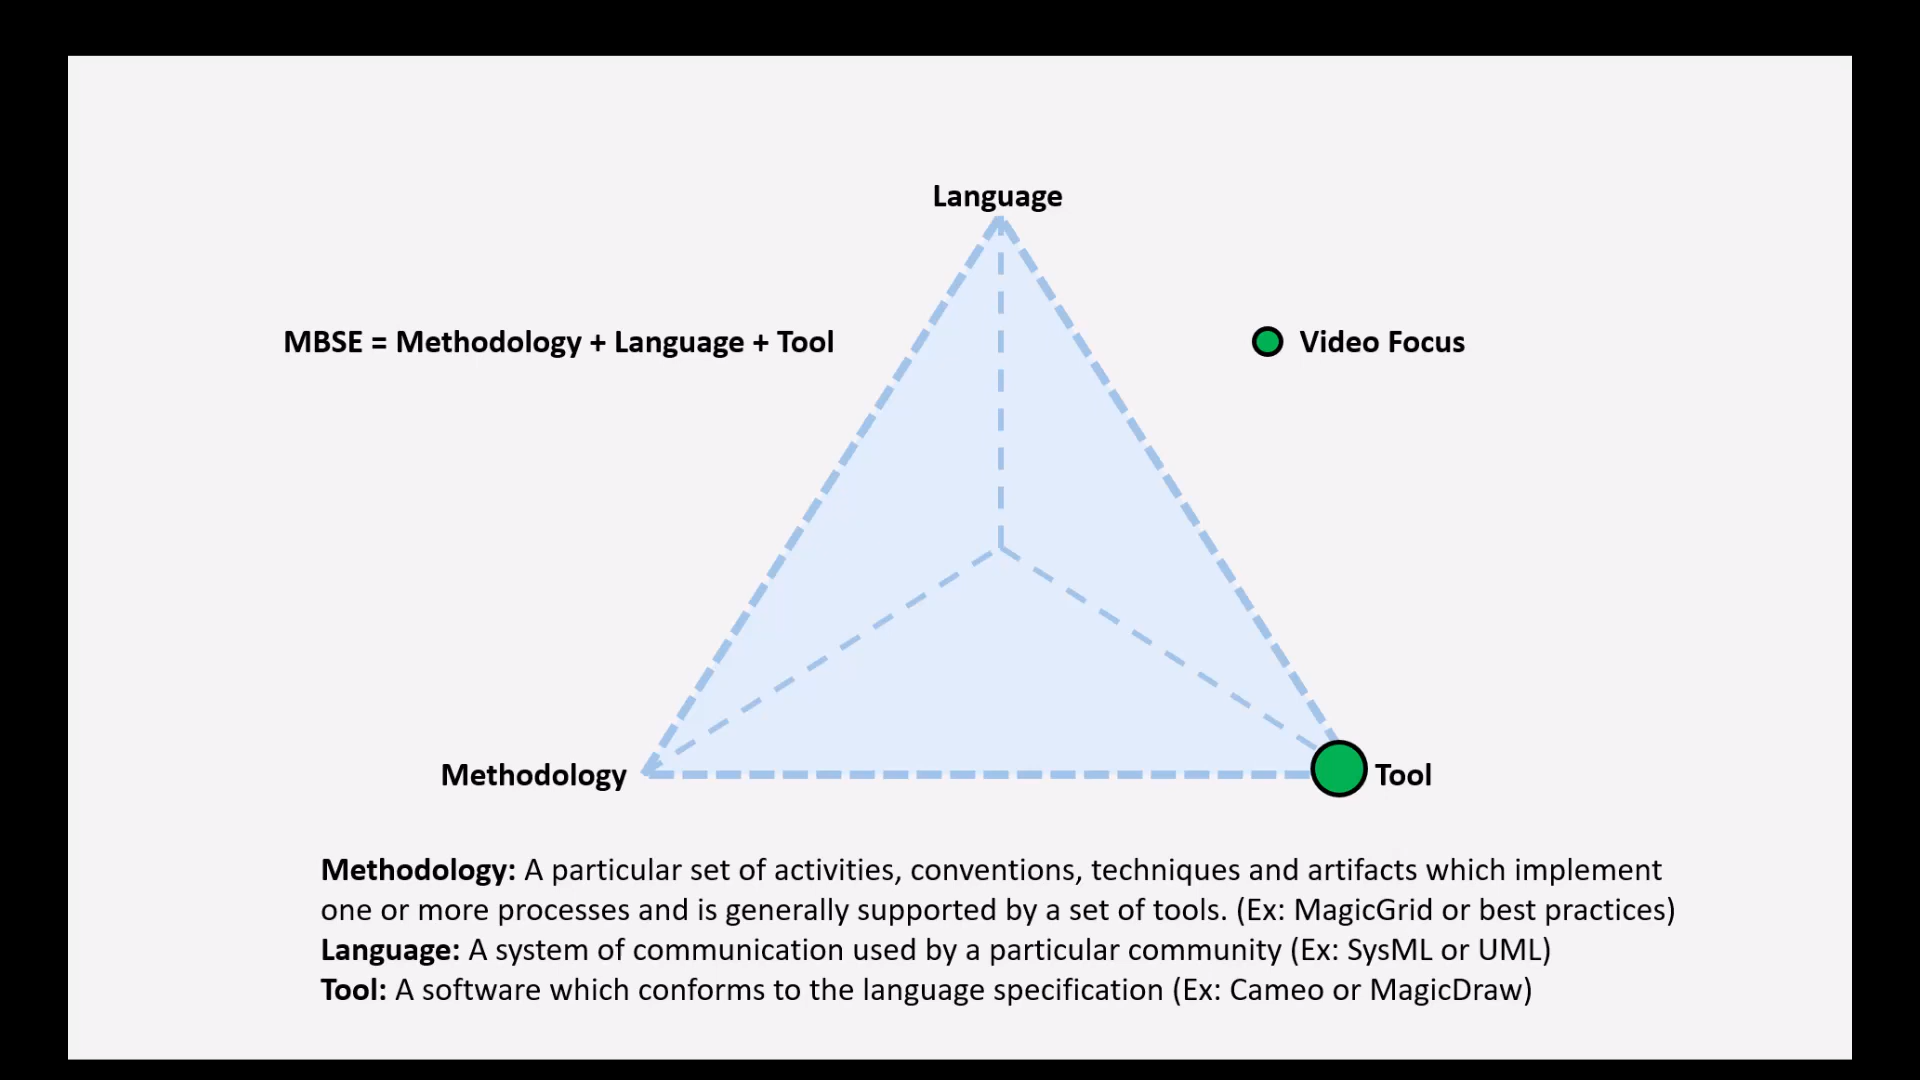 Language
MBSE = Methodology + Language + Tool
Video Focus
Methodology
Tool
Methodology: A particular set of activities, conventions, techniques and artifacts which implement
one or more processes and is generally supported by a set of tools. (Ex: MagicGrid or best practices)
Language: A system of communication used by a particular community (Ex: SysML or UML)
Tool: A software which conforms to the language specification (Ex: Cameo or MagicDraw)